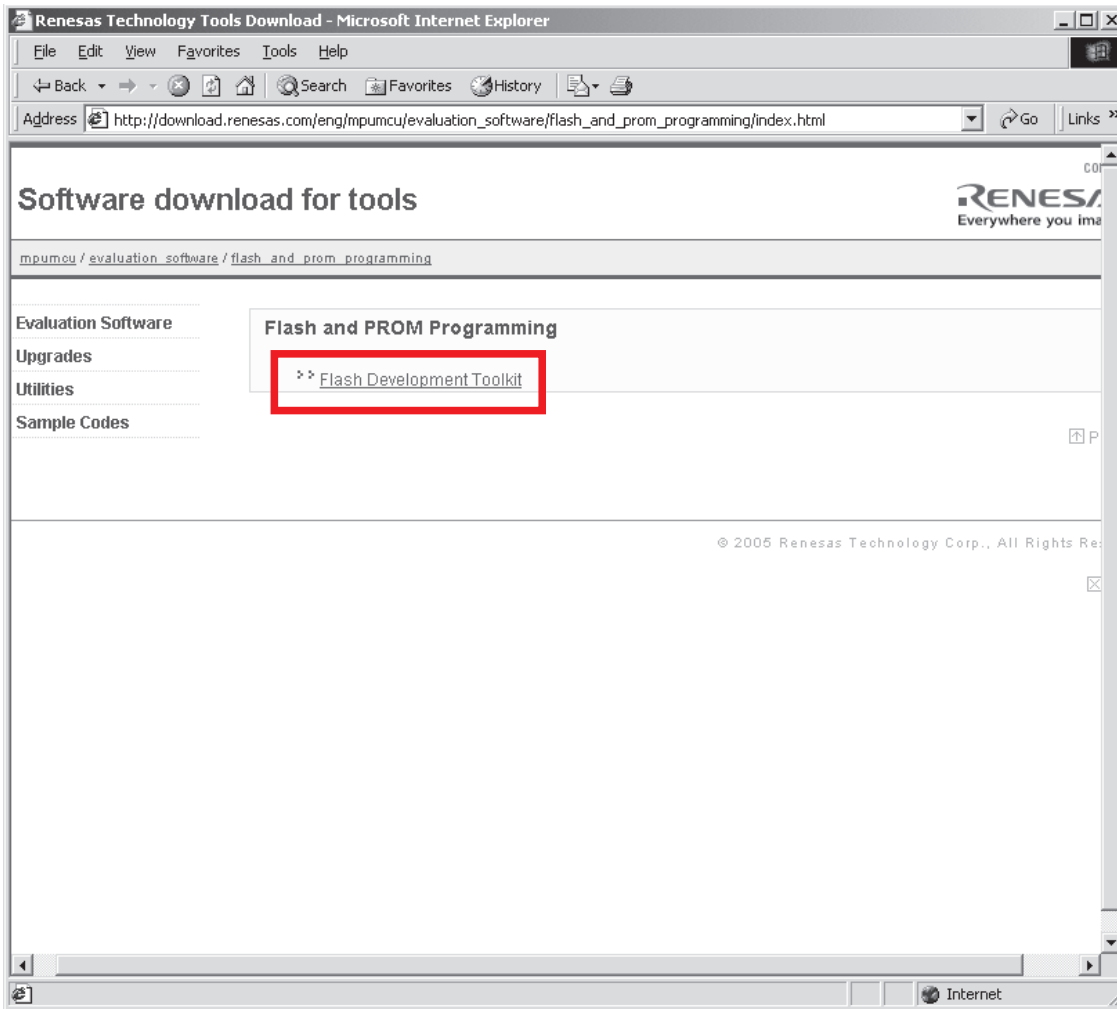 Renesas Technology Tools Download - Microsoft Internet Explorer
File Edit View Favorites Tools Help
Back Search Favorites History
Address http://download.renesas.com/eng/mpumcu/evaluation_software/flash_and_prom_programming/index.html Go Links
Software download for tools
RENESA
Everywhere you ima
mpumcu / evaluation_software / flash_and_prom_programming
Evaluation Software
Upgrades
Utilities
Sample Codes
Flash and PROM Programming
Flash Development Toolkit
P
© 2005 Renesas Technology Corp., All Rights Re
Internet